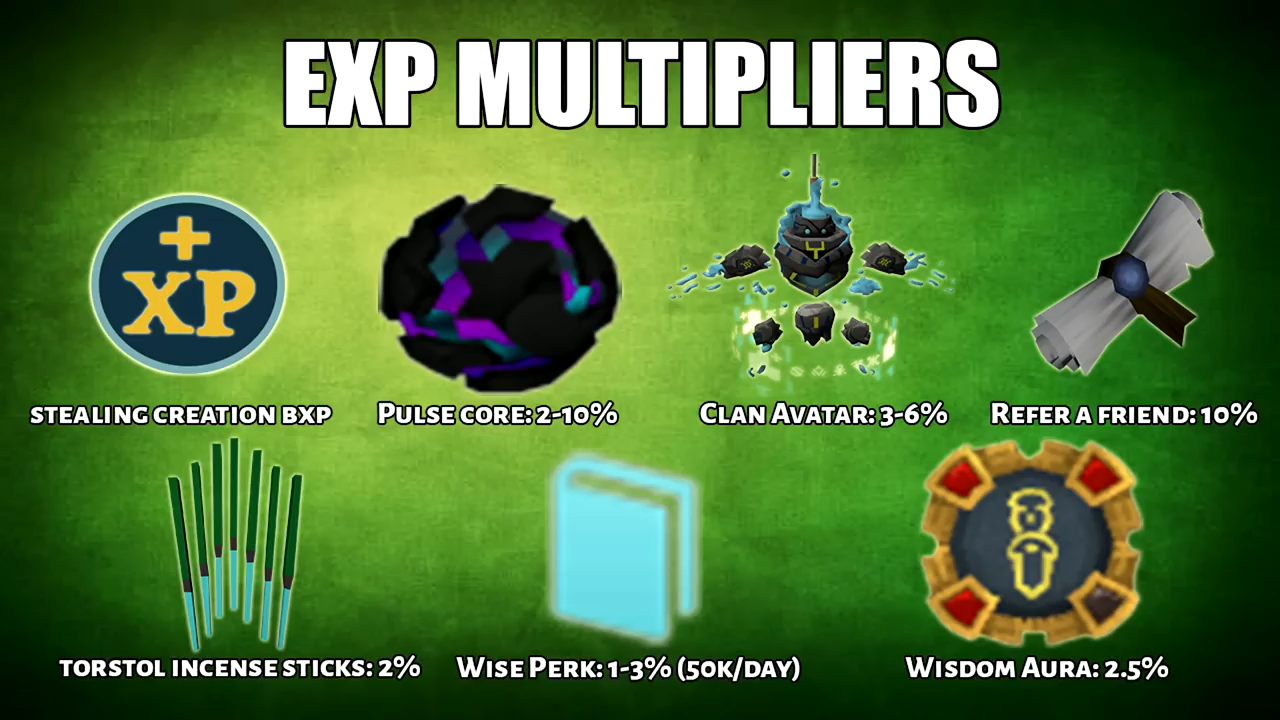 EXP MULTIPLIERS
+
XP
STEALING CREATION BXP
PULSE CORE: 2-10%
CLAN AVATAR: 3-6%
REFER A FRIEND: 10%
TORSTOL INCENSE STICKS: 2%
WISE PERK: 1-3% (50K/DAY)
WISDOM AURA: 2.5%